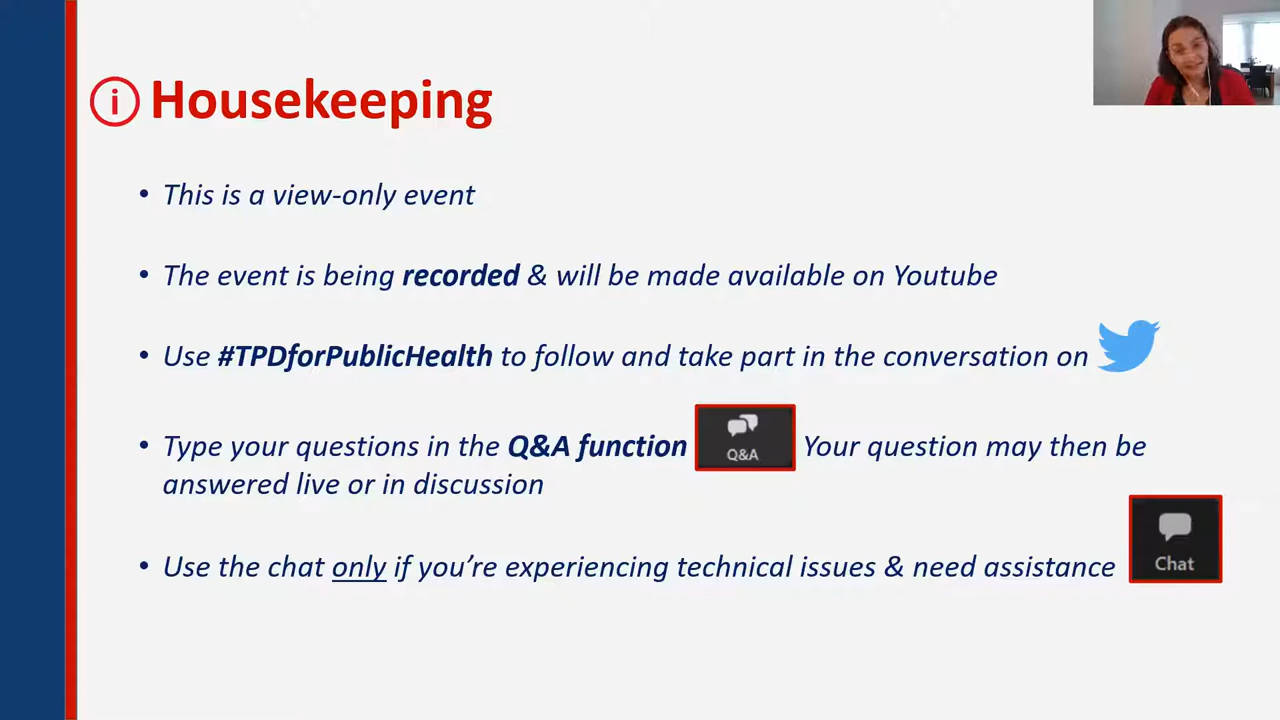 i Housekeeping
• This is a view-only event
• The event is being recorded & will be made available on Youtube
• Use #TPDforPublicHealth to follow and take part in the conversation on
• Type your questions in the Q&A function Q&A Your question may then be
answered live or in discussion
• Use the chat only if you’re experiencing technical issues & need assistance Chat